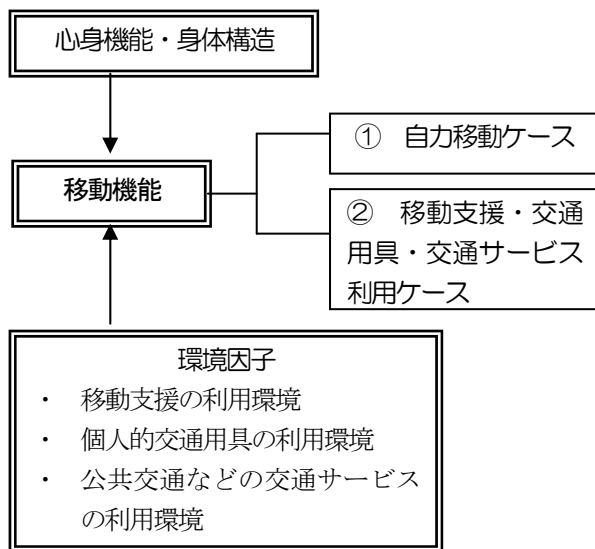 心身機能・身体構造
① 自力移動ケース
移動機能
② 移動支援・交通
用具・交通サービス
利用ケース
環境因子
・ 移動支援の利用環境
・ 個人的交通用具の利用環境
・ 公共交通などの交通サービス
の利用環境